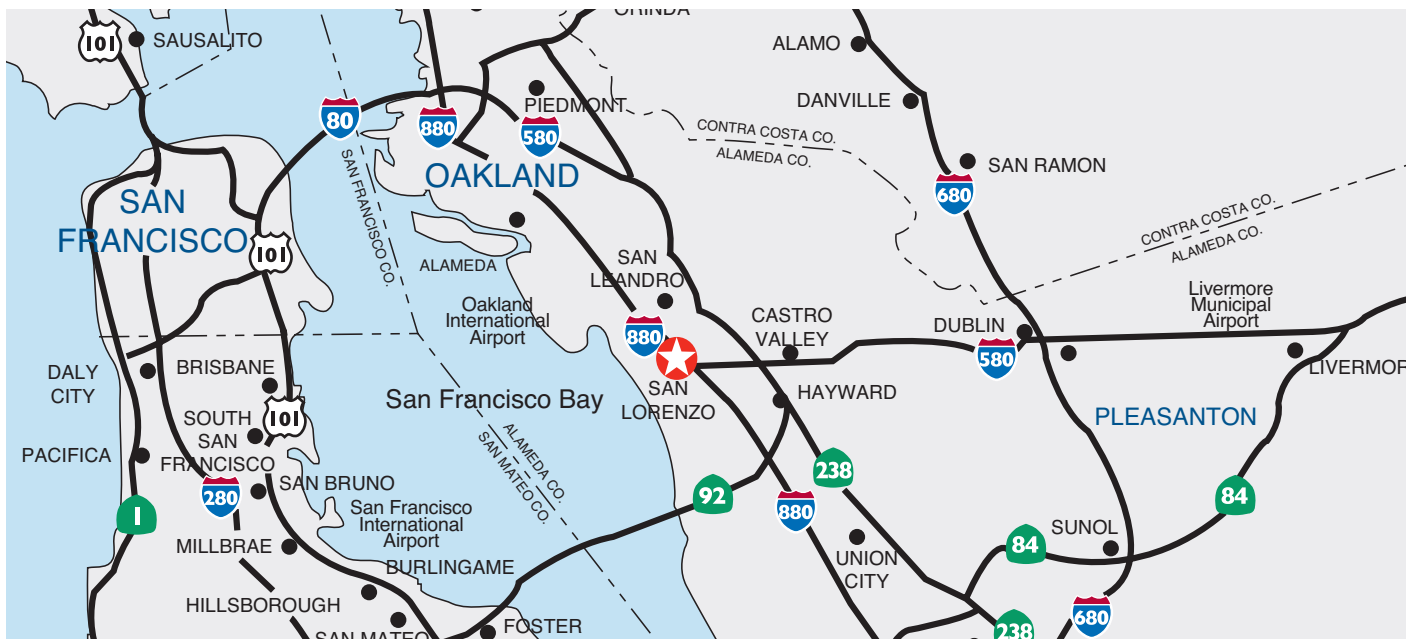 ORINDA
101
SAUSALITO
ALAMO
DANVILLE
80
880
PIEDMONT
580
CONTRA COSTA CO.
ALAMEDA CO.
SAN RAMON
680
OAKLAND
SAN FRANCISCO CO.
SAN
FRANCISCO
101
CONTRA COSTA CO.
ALAMEDA CO.
ALAMEDA
SAN
LEANDRO
Oakland
International
Airport
880
CASTRO
VALLEY
DUBLIN
580
Livermore
Municipal
Airport
LIVERMOR
DALY
CITY
BRISBANE
San Francisco Bay
SAN
LORENZO
HAYWARD
PLEASANTON
101
SOUTH
SAN
FRANCISCO
PACIFICA
ALAMEDA CO.
SAN MATEO CO.
238
280
SAN BRUNO
92
880
84
1
San Francisco
International
Airport
MILLBRAE
BURLINGAME
UNION
CITY
84
SUNOL
HILLSBOROUGH
SAN MATEO
FOSTER
238
680